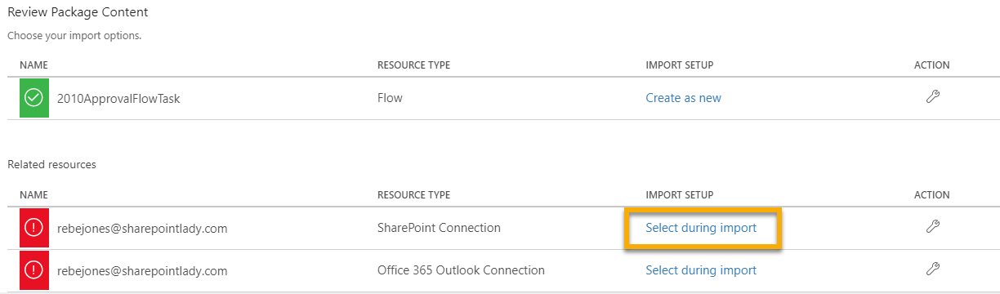 Review Package Content
Choose your import options.
NAME RESOURCE TYPE IMPORT SETUP ACTION
2010ApprovalFlowTask Flow Create as new
Related resources
NAME RESOURCE TYPE IMPORT SETUP ACTION
rebejones@sharepointlady.com SharePoint Connection Select during import
rebejones@sharepointlady.com Office 365 Outlook Connection Select during import